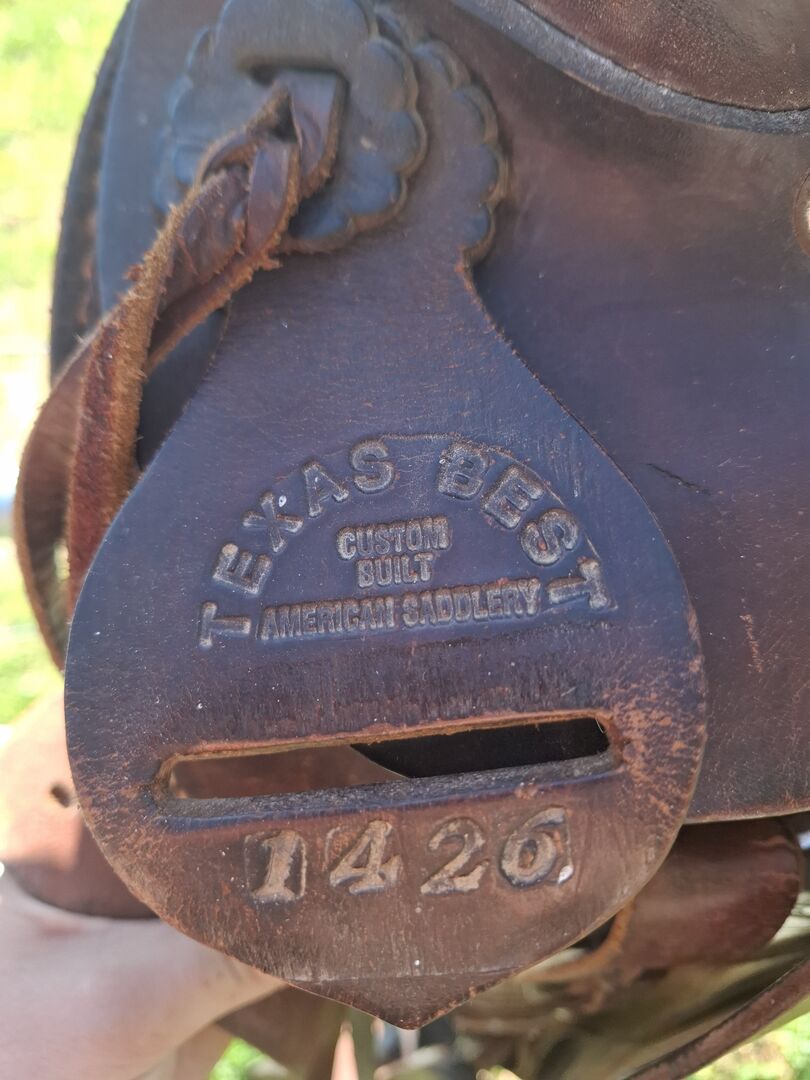 TEXAS BEST
CUSTOM
BUILT
AMERICAN SADDLERY
1426